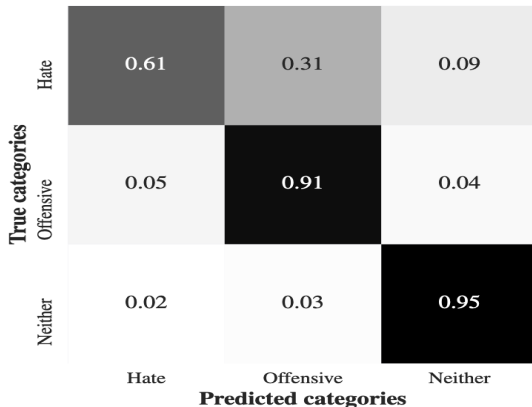 True categories
Hate
0.61 0.31 0.09
Offensive
0.05 0.91 0.04
Neither
0.02 0.03 0.95
Hate Offensive Neither
Predicted categories